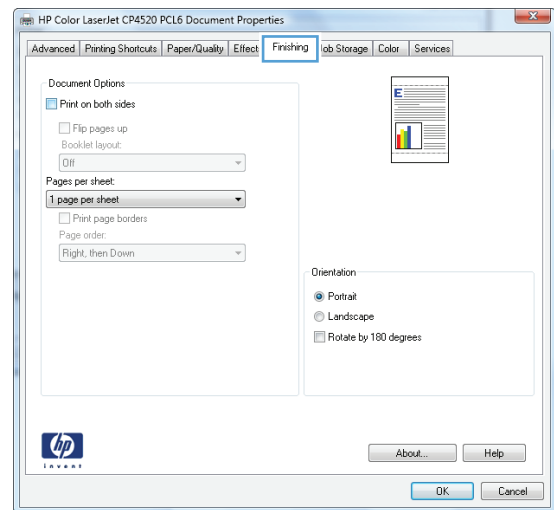 HP Color LaserJet CP4520 PCL6 Document Properties
Advanced Printing Shortcuts Paper/Quality Effect Finishing ob Storage Color Services
Document Options
Print on both sides
Flip pages up
Booklet layout:
Off
Pages per sheet:
1 page per sheet
Print page borders
Page order:
Right, then Down
E
Orientation
Portrait
Landscape
Rotate by 180 degrees
hp
invent
About... Help
OK Cancel